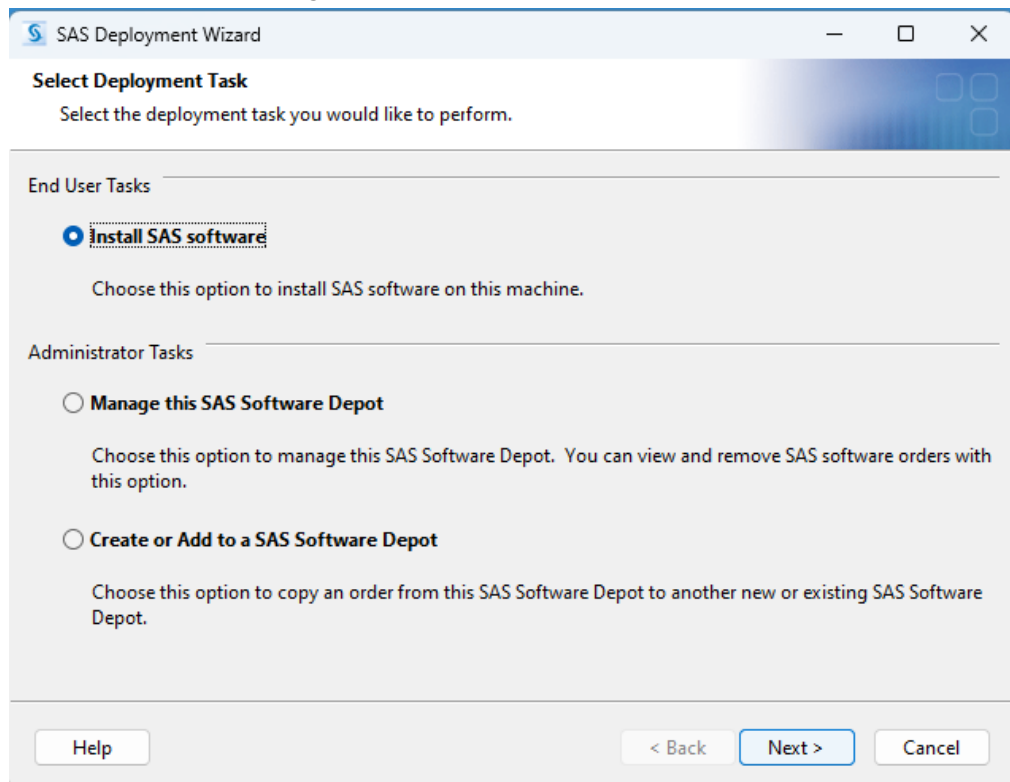 SAS Deployment Wizard
Select Deployment Task
Select the deployment task you would like to perform.
End User Tasks
Install SAS software
Choose this option to install SAS software on this machine.
Administrator Tasks
Manage this SAS Software Depot
Choose this option to manage this SAS Software Depot.  You can view and remove SAS software orders with
this option.
Create or Add to a SAS Software Depot
Choose this option to copy an order from this SAS Software Depot to another new or existing SAS Software
Depot.
Help
< Back
Next >
Cancel